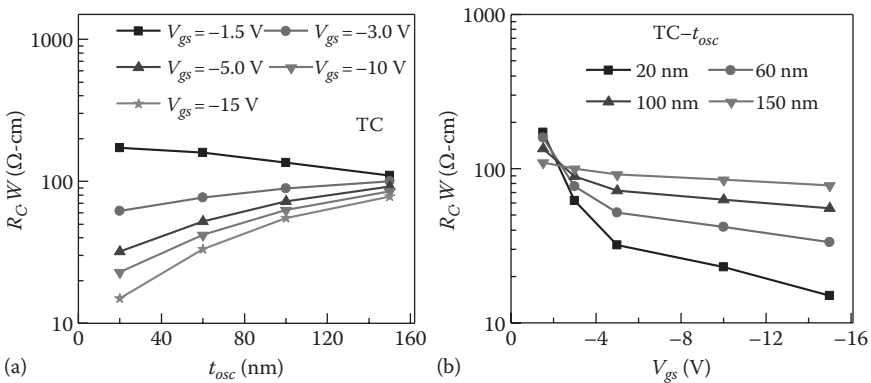 1000
100
10
R_C. W (Ω-cm)
V_gs = −1.5 V
V_gs = −3.0 V
V_gs = −5.0 V
V_gs = −10 V
V_gs = −15 V
TC
0 40 80 120 160
t_osc (nm)
(a)
1000
100
10
R_C. W (Ω-cm)
TC−t_osc
20 nm
60 nm
100 nm
150 nm
0 −4 −8 −12 −16
V_gs (V)
(b)